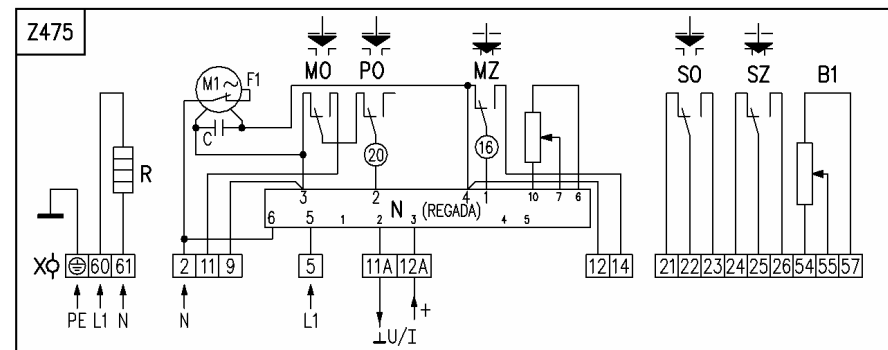 Z475
M1~ F1
C
R
MO PO MZ
20 16
SO SZ B1
3 2 4 1 10 7 6
N (REGADA)
6 5 1 2 3 4 5
X 60 61 2 11 9 5 11A 12A 12 14 21 22 23 24 25 26 54 55 57
PE L1 N N L1 ⊥U/I +